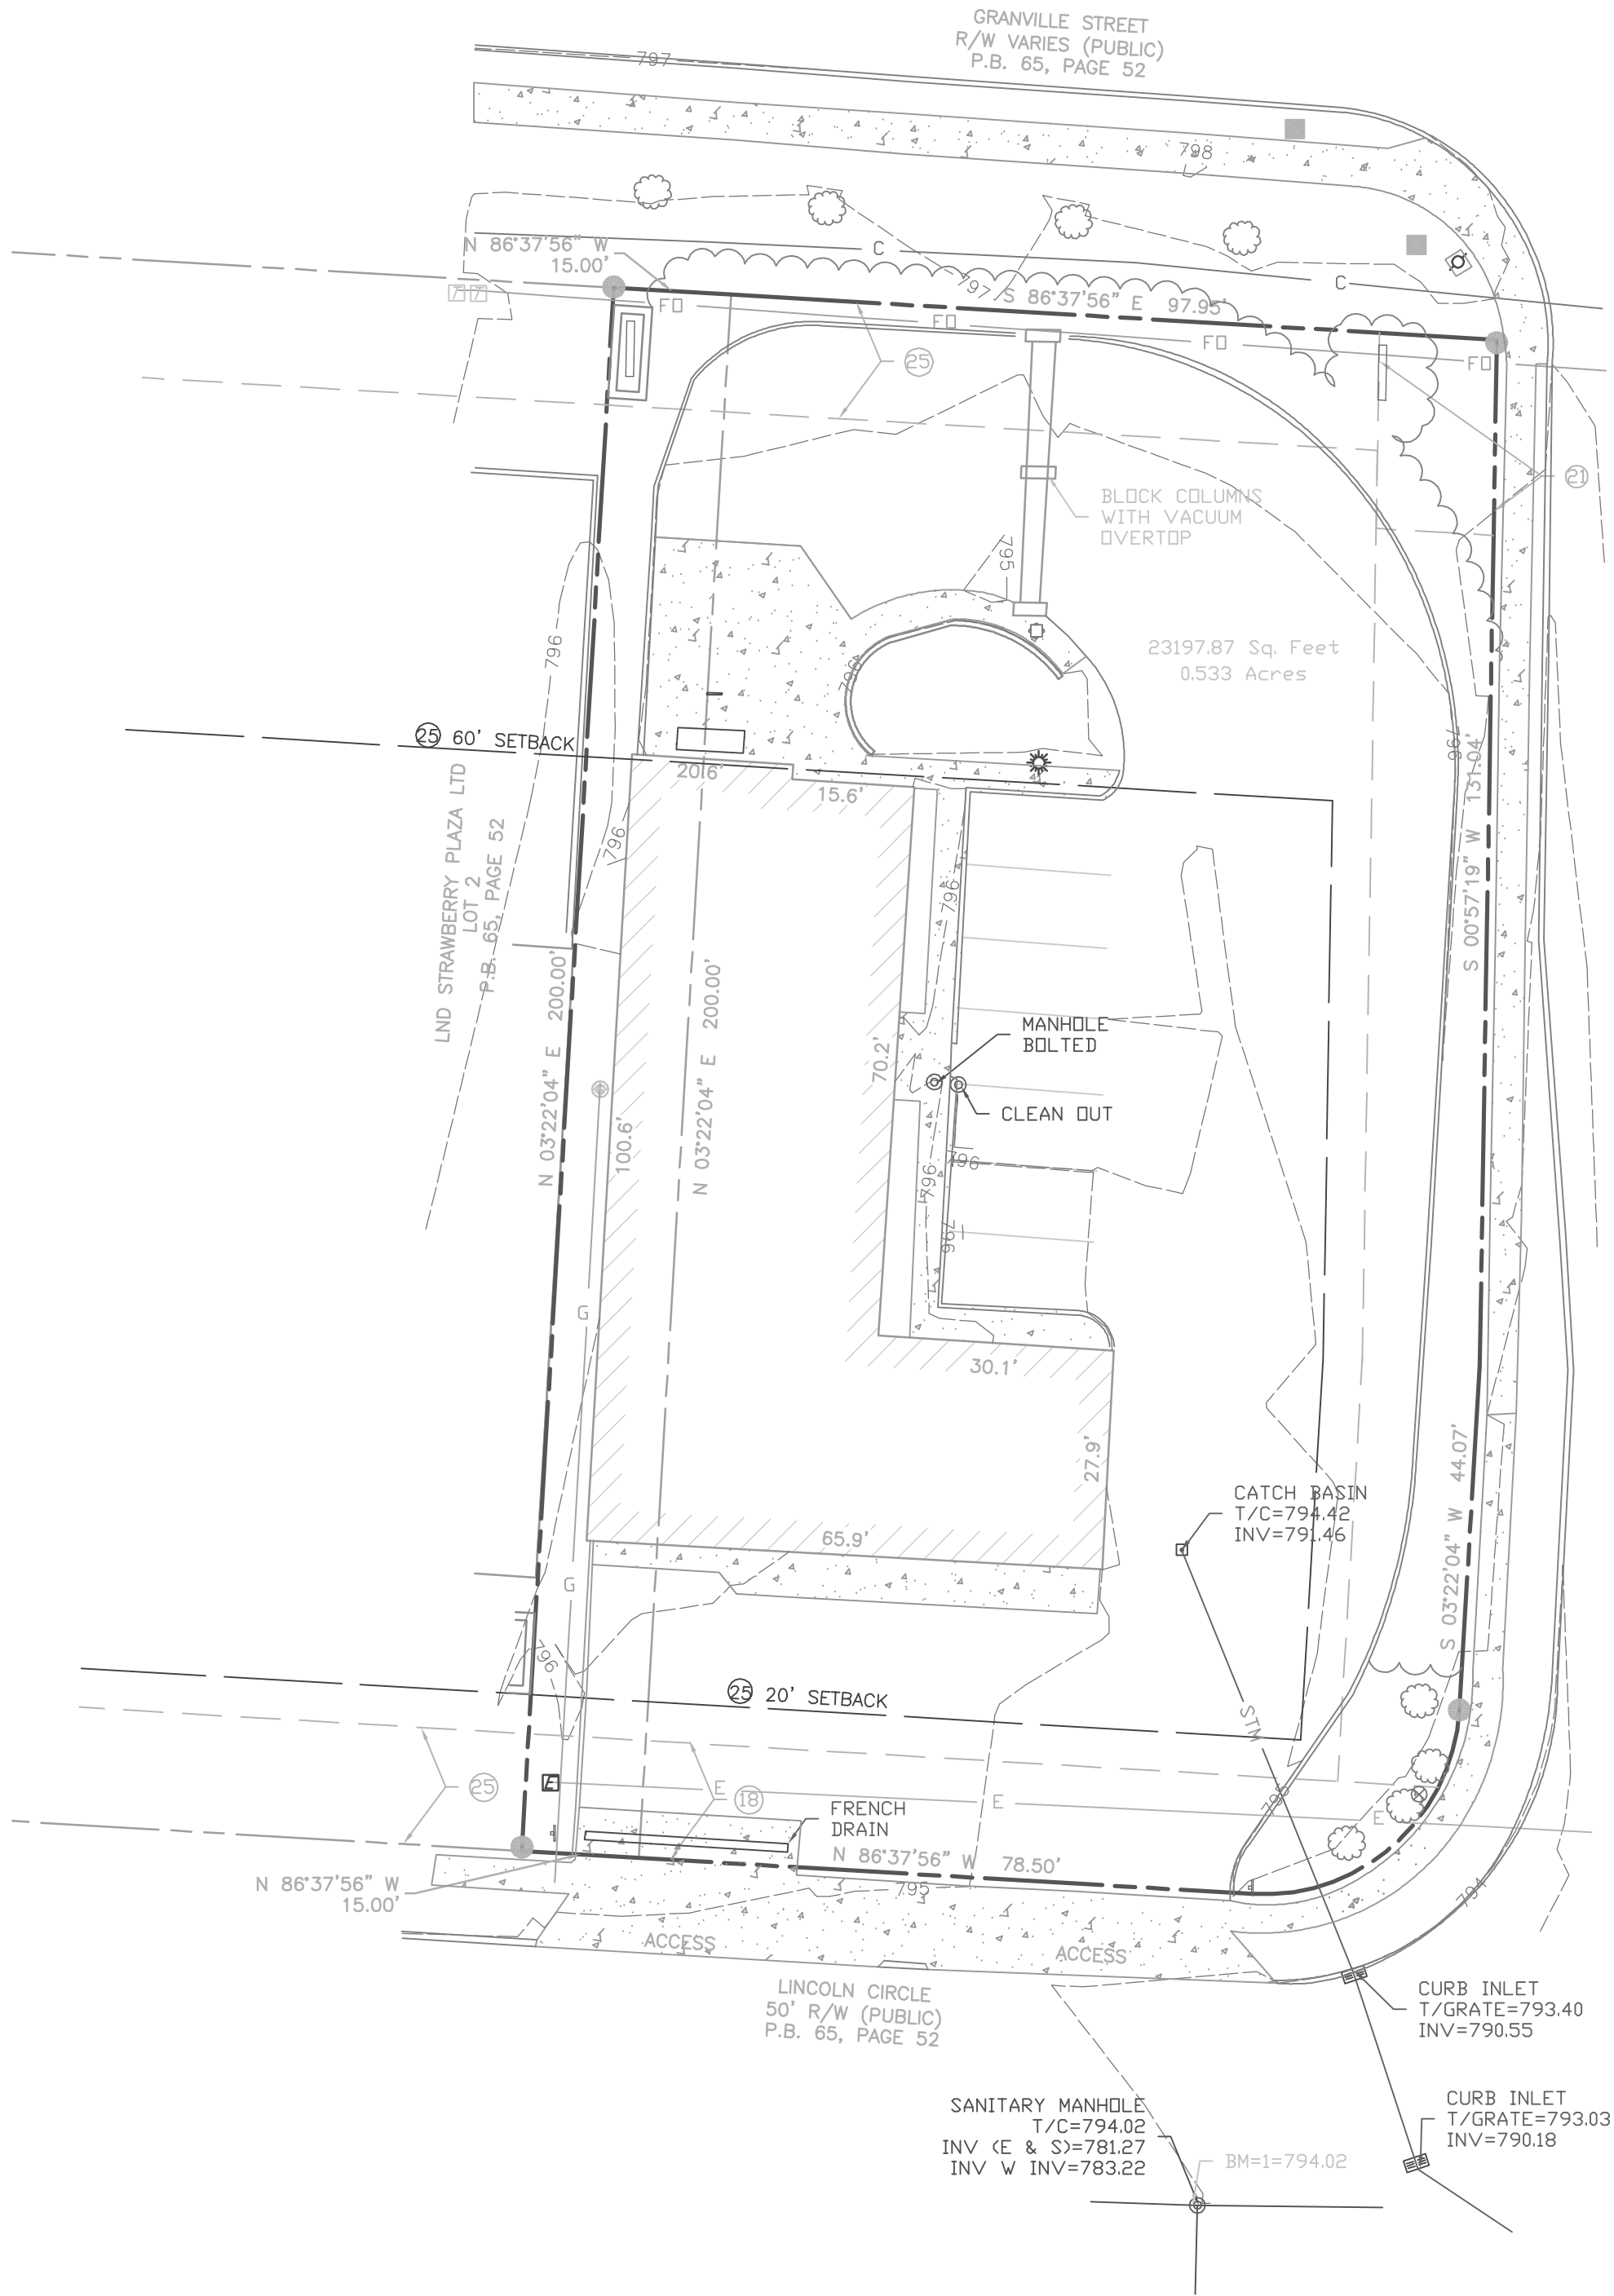 GRANVILLE STREET
R/W VARIES (PUBLIC)
P.B. 65, PAGE 52
797
798
N 86°37'56" W
15.00'
C
C
797
S 86°37'56" E 97.95'
FO
FO
FO
FO
25
21
BLOCK COLUMNS
WITH VACUUM
OVERTOP
795
796
796
23197.87 Sq. Feet
0.533 Acres
25 60' SETBACK
20.6'
15.6'
796
S 00°57'19" W 131.04'
LND STRAWBERRY PLAZA LTD
LOT 2
P.B. 65, PAGE 52
796
796
N 03°22'04" E 200.00'
N 03°22'04" E 200.00'
MANHOLE
BOLTED
70.2'
CLEAN OUT
100.6'
796
796
796
G
30.1'
27.9'
S 03°22'04" W 44.07'
CATCH BASIN
T/C=794.42
INV=791.46
65.9'
G
796
25 20' SETBACK
STM
25
E
E
18
E
E
FRENCH
DRAIN
N 86°37'56" W 78.50'
N 86°37'56" W
15.00'
795
794
ACCESS
ACCESS
LINCOLN CIRCLE
50' R/W (PUBLIC)
P.B. 65, PAGE 52
CURB INLET
T/GRATE=793.40
INV=790.55
CURB INLET
T/GRATE=793.03
INV=790.18
SANITARY MANHOLE
T/C=794.02
INV (E & S)=781.27
INV W INV=783.22
BM=1=794.02